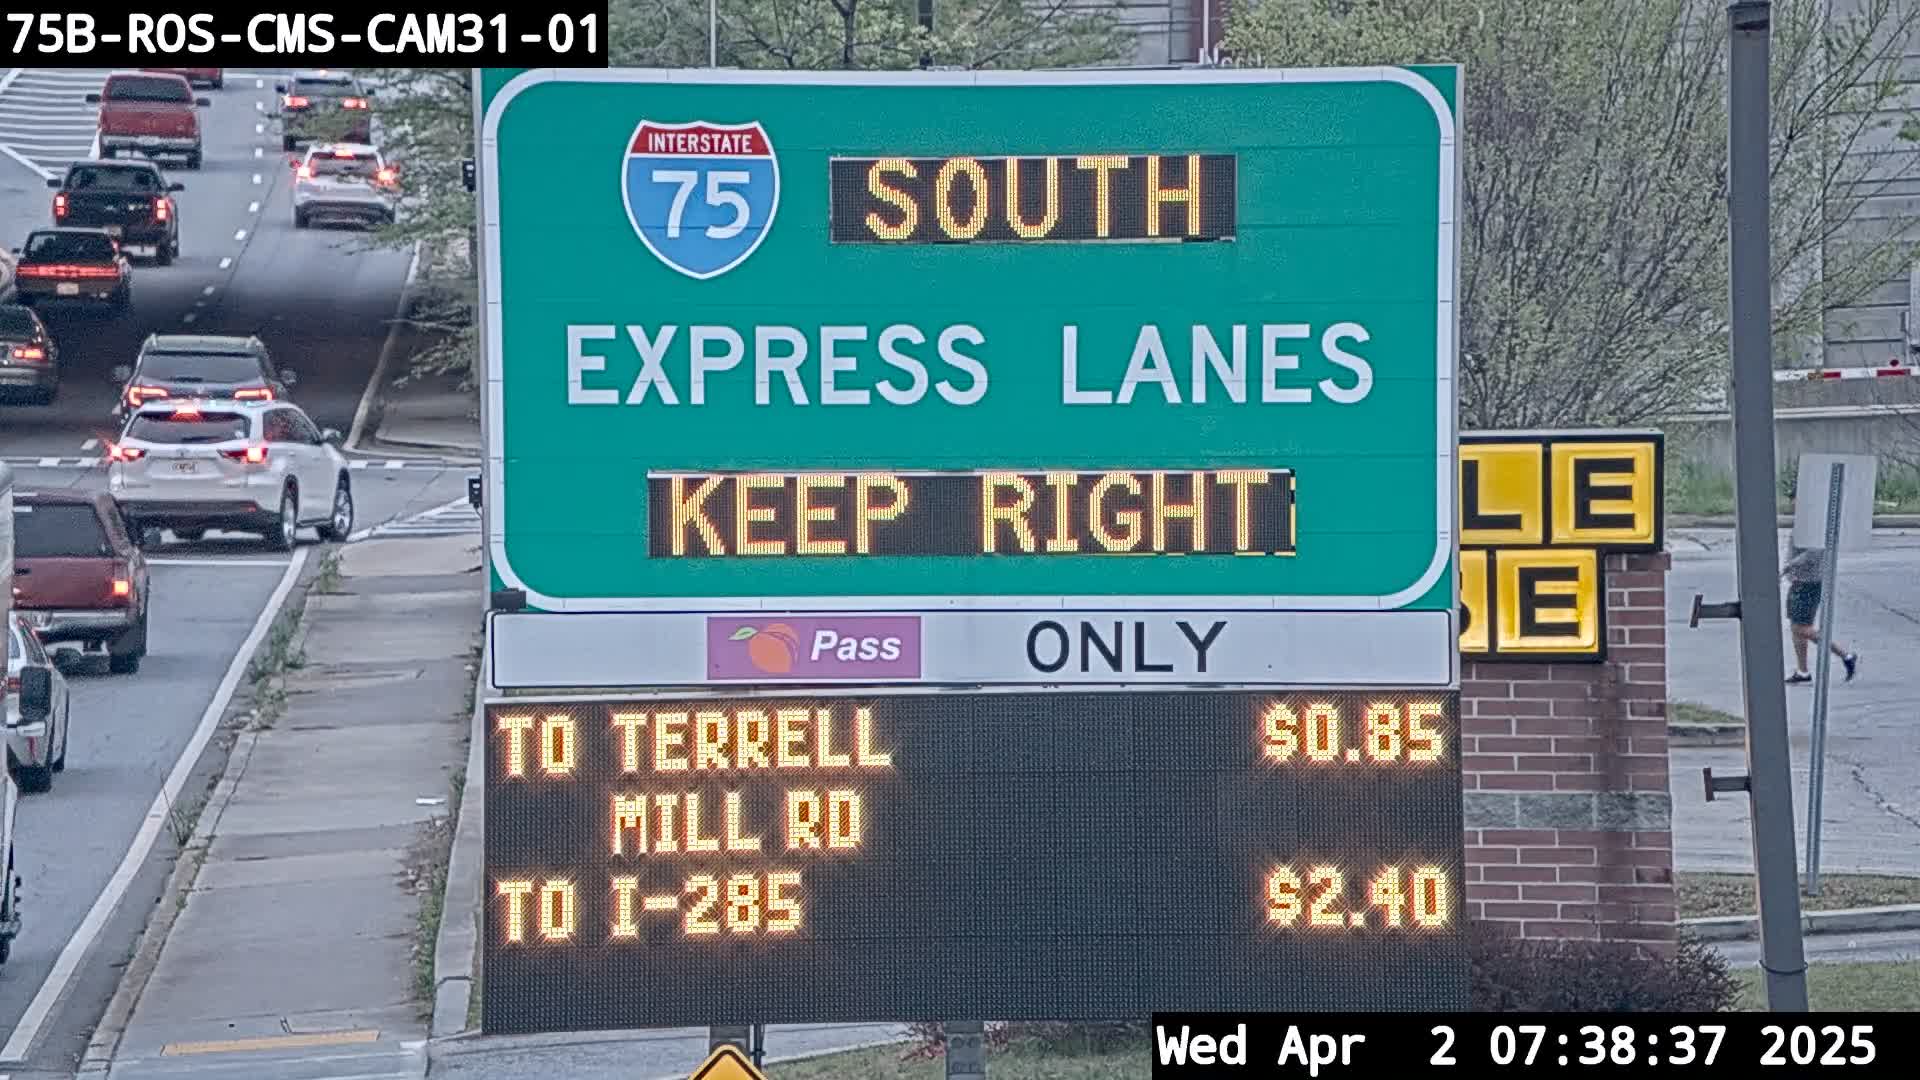 75B-ROS-CMS-CAM31-01
INTERSTATE
75
SOUTH
EXPRESS LANES
KEEP RIGHT
Pass ONLY
TO TERRELL $0.85
MILL RD
TO I-285 $2.40
LE
E
Wed Apr 2 07:38:37 2025